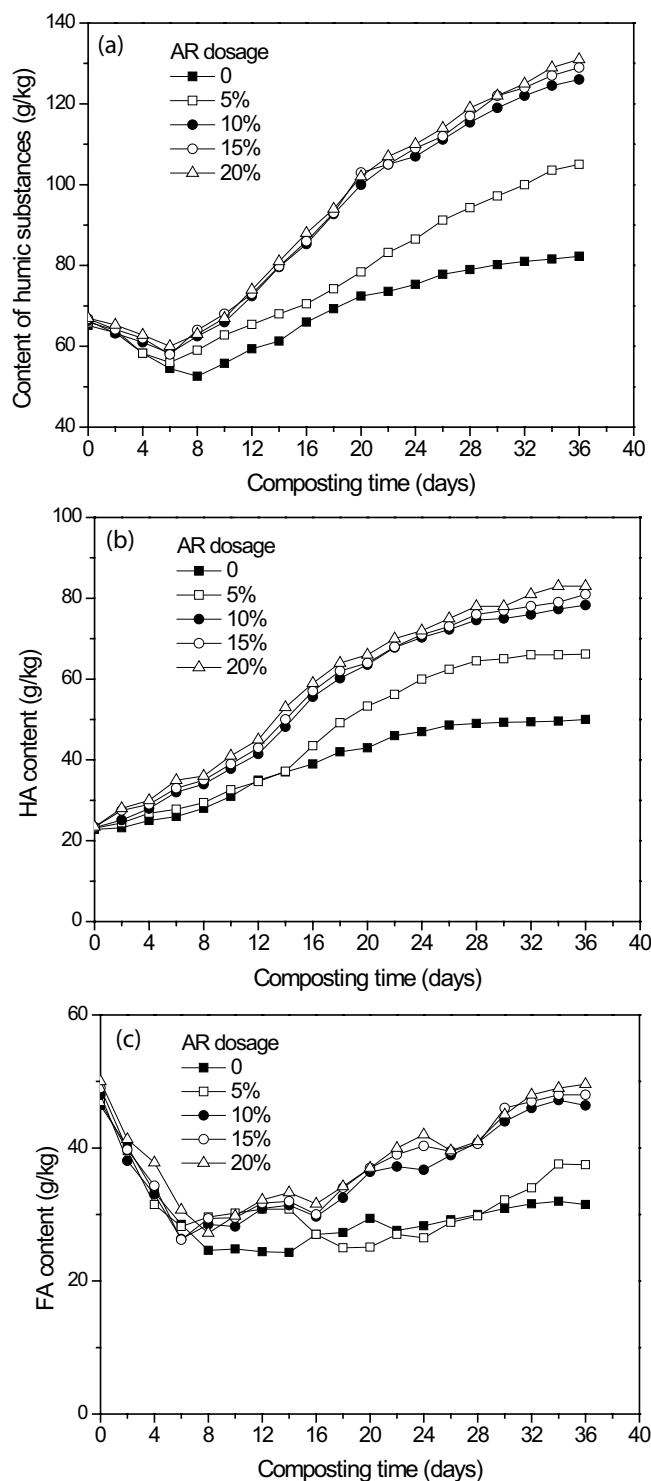 (a)
AR dosage
0
5%
10%
15%
20%
140
120
100
80
60
40
Content of humic substances (g/kg)
0 4 8 12 16 20 24 28 32 36 40
Composting time (days)
(b)
AR dosage
0
5%
10%
15%
20%
100
80
60
40
20
0
HA content (g/kg)
0 4 8 12 16 20 24 28 32 36 40
Composting time (days)
(c)
AR dosage
0
5%
10%
15%
20%
60
40
20
0
FA content (g/kg)
0 4 8 12 16 20 24 28 32 36 40
Composting time (days)